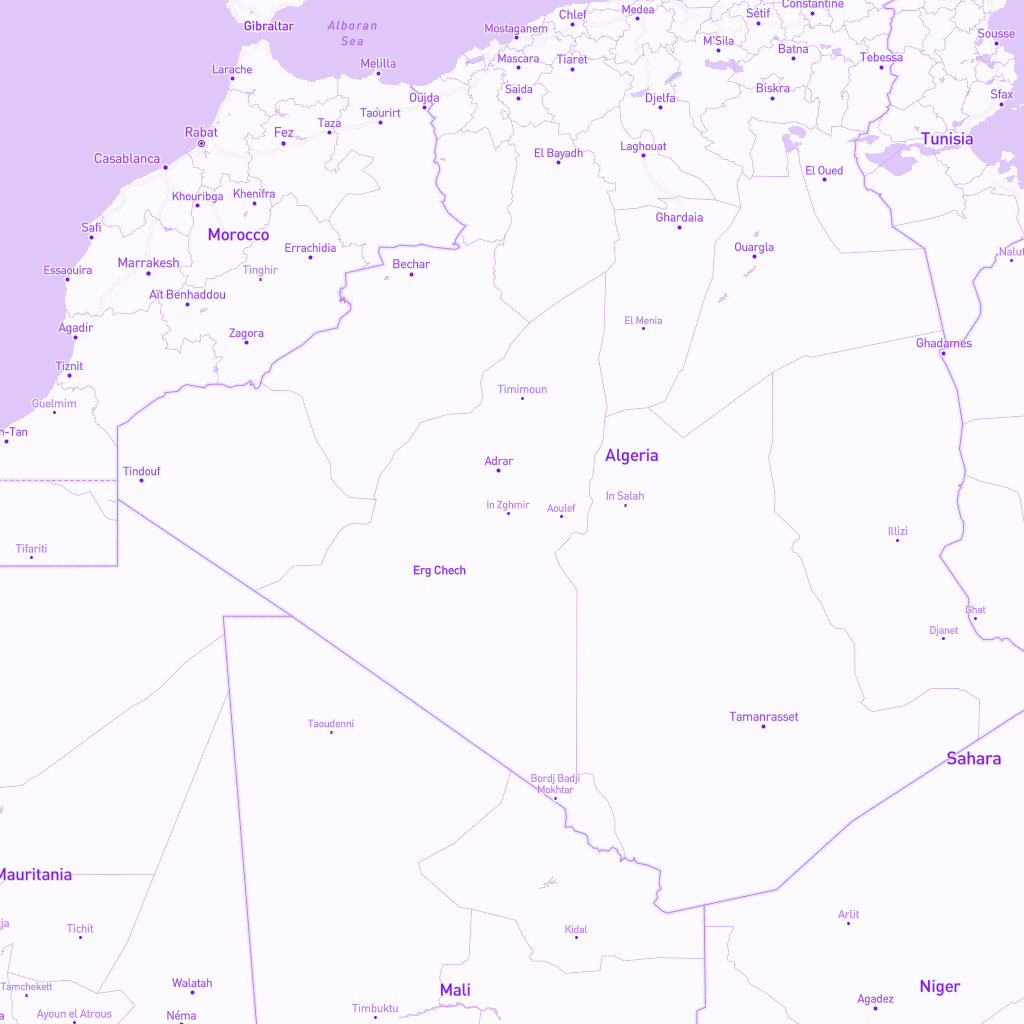 Gibraltar
Alboran
Sea
Mostaganem
Chlef
Medea
Sétif
Constantine
M'Sila
Sousse
Batna
Tebessa
Larache
Melilla
Mascara
Tiaret
Saida
Biskra
Sfax
Oujda
Djelfa
Taourirt
Taza
Rabat
Fez
Tunisia
Casablanca
El Bayadh
Laghouat
El Oued
Khouribga
Khenifra
Safi
Morocco
Ghardaia
Errachidia
Ouargla
Nalut
Essaouira
Marrakesh
Tinghir
Bechar
Aït Benhaddou
Agadir
Zagora
El Menia
Ghadames
Tiznit
Guelmim
Timimoun
n-Tan
Algeria
Adrar
Tindouf
In Zghmir
Aoulef
In Salah
Illizi
Tifariti
Erg Chech
Ghat
Djanet
Taoudenni
Tamanrasset
Sahara
Bordj Badji
Mokhtar
Mauritania
Tichit
Arlit
Kidal
Walatah
Tamchekett
Mali
Niger
Agadez
Timbuktu
Ayoun el Atrous
Néma